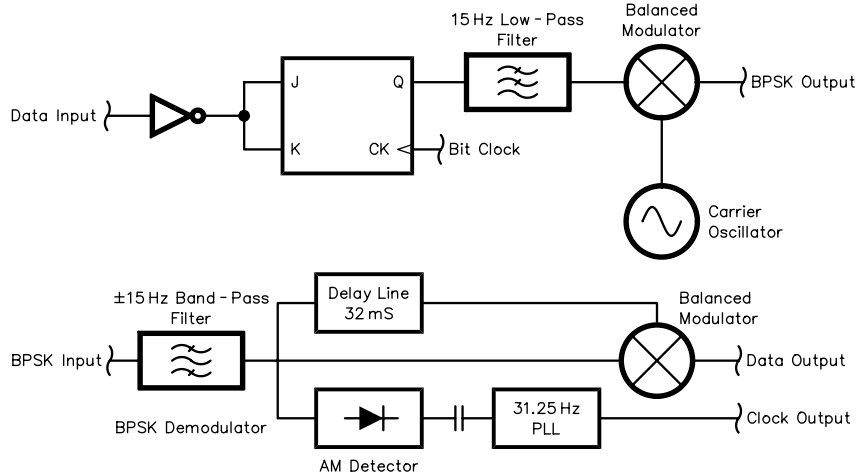 15 Hz Low - Pass
Filter
Balanced
Modulator
Data Input
J
Q
K
CK
Bit Clock
BPSK Output
Carrier
Oscillator
±15 Hz Band - Pass
Filter
Delay Line
32 mS
Balanced
Modulator
BPSK Input
Data Output
BPSK Demodulator
31.25 Hz
PLL
Clock Output
AM Detector